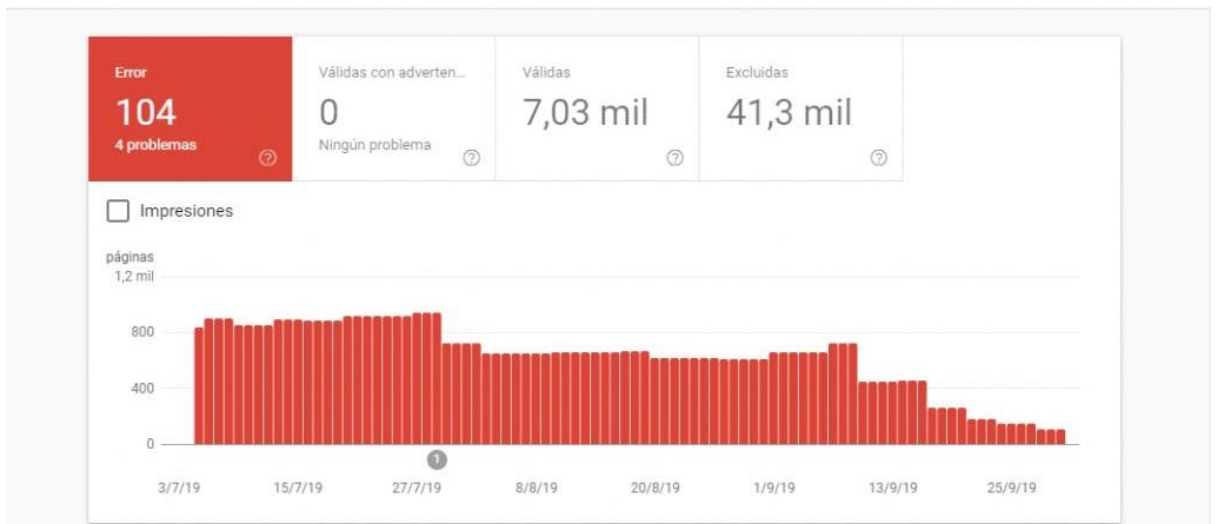 Error
104
4 problemas
Válidas con adverten...
0
Ningún problema
Válidas
7,03 mil
Excluidas
41,3 mil
Impresiones
páginas
1,2 mil
800
400
0
1
3/7/19 15/7/19 27/7/19 8/8/19 20/8/19 1/9/19 13/9/19 25/9/19